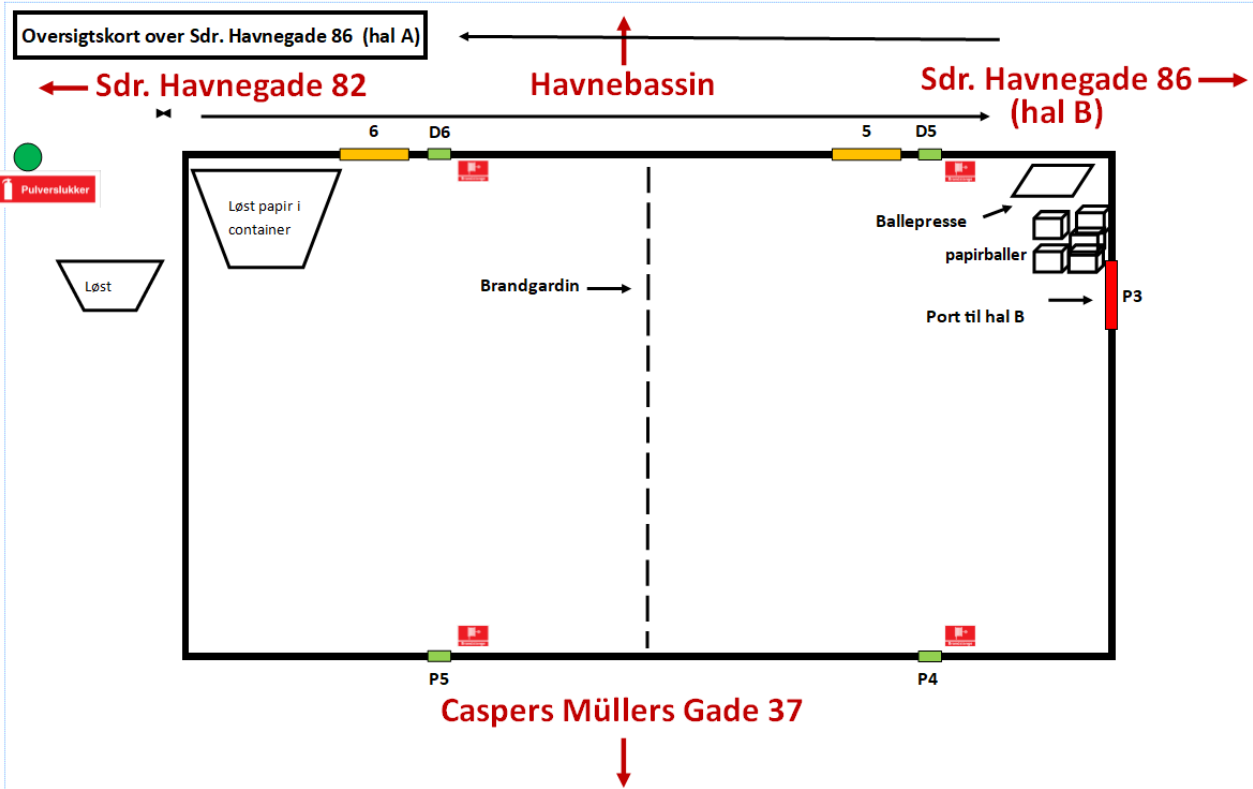 Oversigtskort over Sdr. Havnegade 86 (hal A)
Sdr. Havnegade 82
Havnebassin
Sdr. Havnegade 86
(hal B)
6
D6
5
D5
Pulverslukker
Løst papir i
container
Ballepresse
papirballer
Løst
Brandgardin
P3
Port til hal B
P5
P4
Caspers Müllers Gade 37